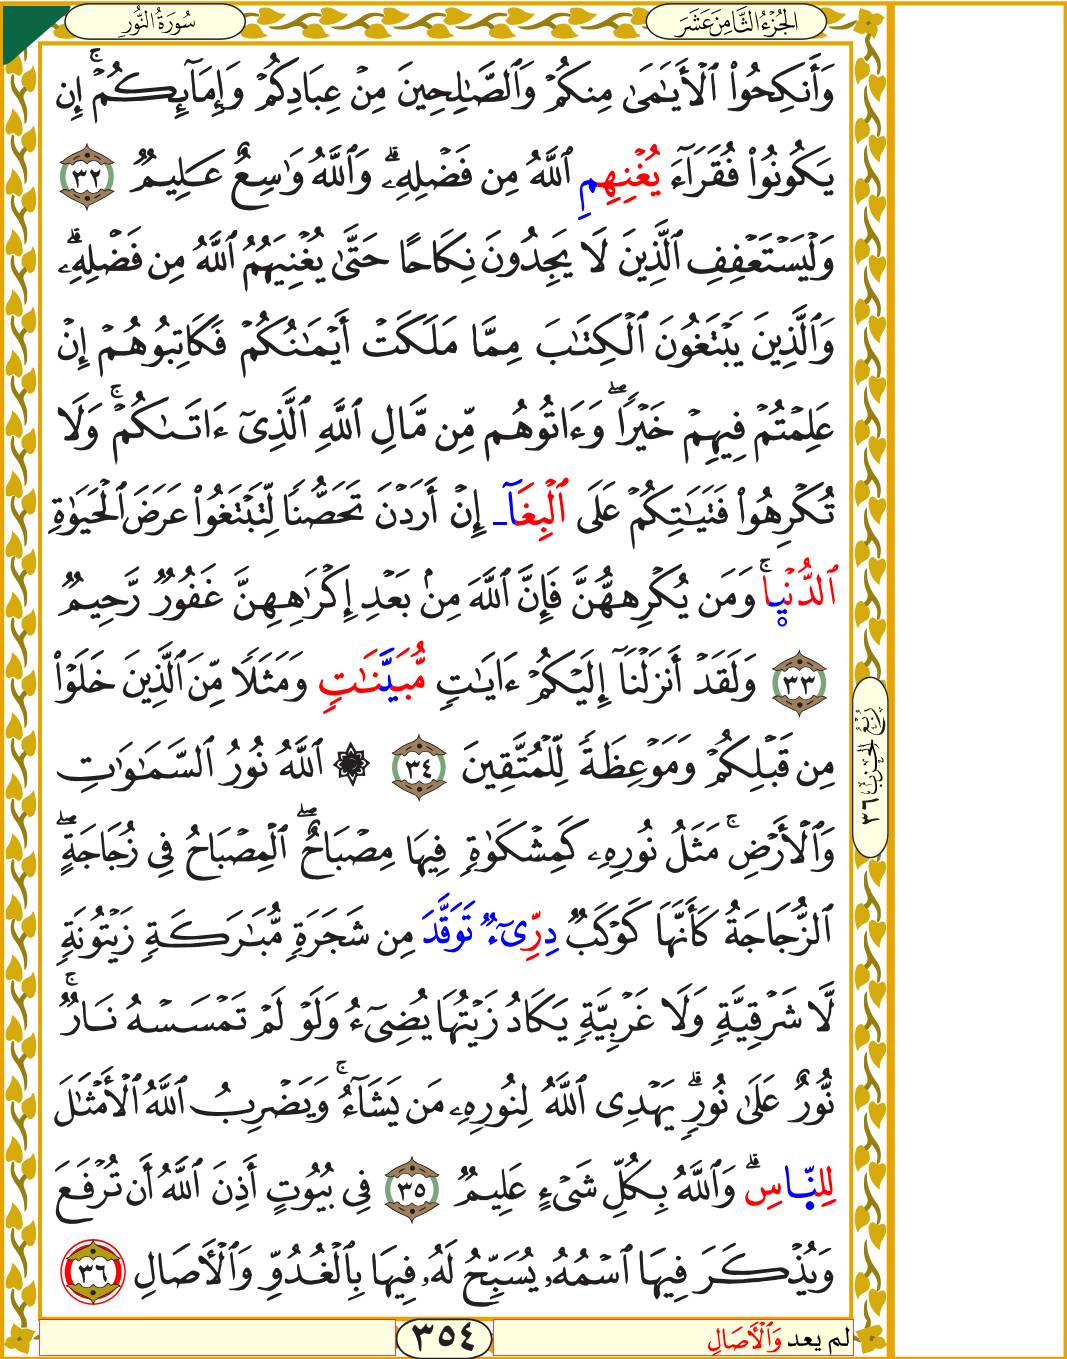 الجُزْءُ الثَّامِنَ عَشَرَ
سُورَةُ النُّورِ
وَأَنكِحُوا۟ ٱلْأَيَٰمَىٰ مِنكُمْ وَٱلصَّٰلِحِينَ مِنْ عِبَادِكُمْ وَإِمَآئِكُمْ ۚ إِن
يَكُونُوا۟ فُقَرَآءَ يُغْنِهِمِ ٱللَّهُ مِن فَضْلِهِۦ ۗ وَٱللَّهُ وَٰسِعٌ عَلِيمٌ ٣٢
وَلْيَسْتَعْفِفِ ٱلَّذِينَ لَا يَجِدُونَ نِكَاحًا حَتَّىٰ يُغْنِيَهُمُ ٱللَّهُ مِن فَضْلِهِۦ ۗ
وَٱلَّذِينَ يَبْتَغُونَ ٱلْكِتَٰبَ مِمَّا مَلَكَتْ أَيْمَٰنُكُمْ فَكَاتِبُوهُمْ إِنْ
عَلِمْتُمْ فِيهِمْ خَيْرًا ۖ وَءَاتُوهُم مِّن مَّالِ ٱللَّهِ ٱلَّذِىٓ ءَاتَىٰكُمْ ۚ وَلَا
تُكْرِهُوا۟ فَتَيَٰتِكُمْ عَلَى ٱلْبِغَآ إِنْ أَرَدْنَ تَحَصُّنًا لِّتَبْتَغُوا۟ عَرَضَ ٱلْحَيَوٰةِ
ٱلدُّنْيا ۚ وَمَن يُكْرِههُّنَّ فَإِنَّ ٱللَّهَ مِنۢ بَعْدِ إِكْرَٰهِهِنَّ غَفُورٌ رَّحِيمٌ
٣٣ وَلَقَدْ أَنزَلْنَآ إِلَيْكُمْ ءَايَٰتٍ مُّبَيَّنَٰتٍ وَمَثَلًا مِّنَ ٱلَّذِينَ خَلَوْا۟
مِن قَبْلِكُمْ وَمَوْعِظَةً لِّلْمُتَّقِينَ ٣٤ ۞ ٱللَّهُ نُورُ ٱلسَّمَٰوَٰتِ
وَٱلْأَرْضِ ۚ مَثَلُ نُورِهِۦ كَمِشْكَوٰةٍ فِيهَا مِصْبَاحٌ ۖ ٱلْمِصْبَاحُ فِى زُجَاجَةٍ ۖ
ٱلزُّجَاجَةُ كَأَنَّهَا كَوْكَبٌ دِرِّىٓءٌ تَوَقَّدَ مِن شَجَرَةٍ مُّبَٰرَكَةٍ زَيْتُونَةٍ
لَّا شَرْقِيَّةٍ وَلَا غَرْبِيَّةٍ يَكَادُ زَيْتُهَا يُضِىٓءُ وَلَوْ لَمْ تَمْسَسْهُ نَارٌ ۚ
نُّورٌ عَلَىٰ نُورٍ ۗ يَهْدِى ٱللَّهُ لِنُورِهِۦ مَن يَشَآءُ ۚ وَيَضْرِبُ ٱللَّهُ ٱلْأَمْثَٰلَ
لِلنَّاسِ ۗ وَٱللَّهُ بِكُلِّ شَىْءٍ عَلِيمٌ ٣٥ فِى بُيُوتٍ أَذِنَ ٱللَّهُ أَن تُرْفَعَ
وَيُذْكَرَ فِيهَا ٱسْمُهُۥ يُسَبِّحُ لَهُۥ فِيهَا بِٱلْغُدُوِّ وَٱلْأَصَالِ ٣٦
رُبْعُ الْحِزْبِ ٣٦
لم يعد وَٱلْأَصَالِ
٣٥٤